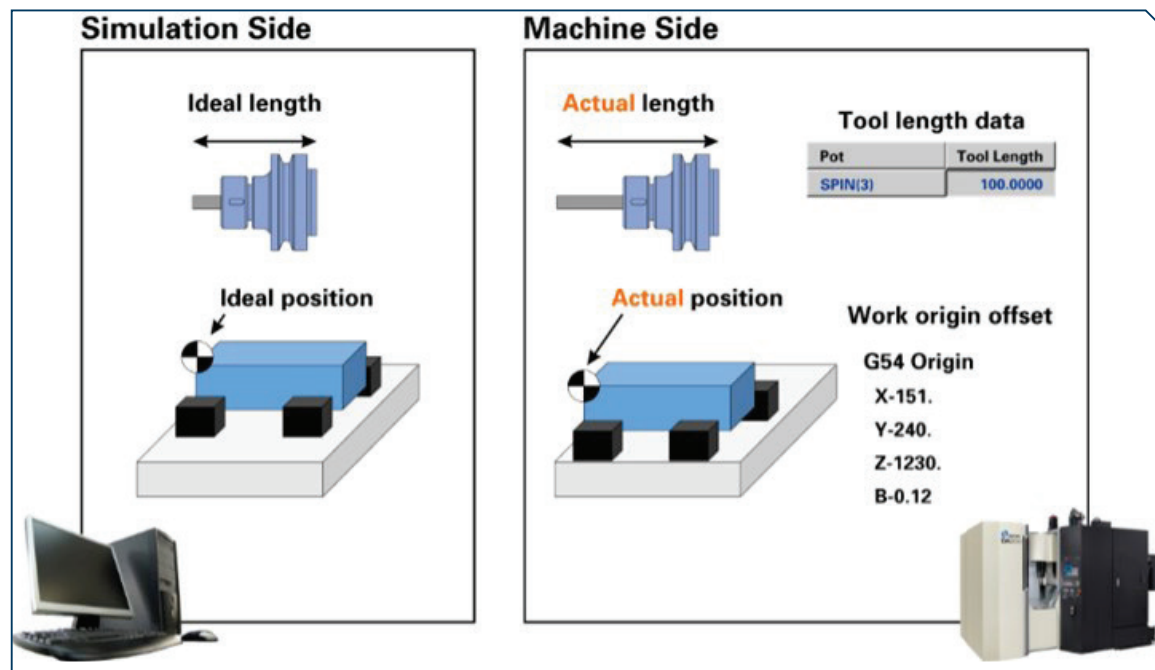 Simulation Side
Ideal length
Ideal position
Machine Side
Actual length
Tool length data
Pot Tool Length
SPIN(3) 100.0000
Actual position
Work origin offset
G54 Origin
X-151.
Y-240.
Z-1230.
B-0.12